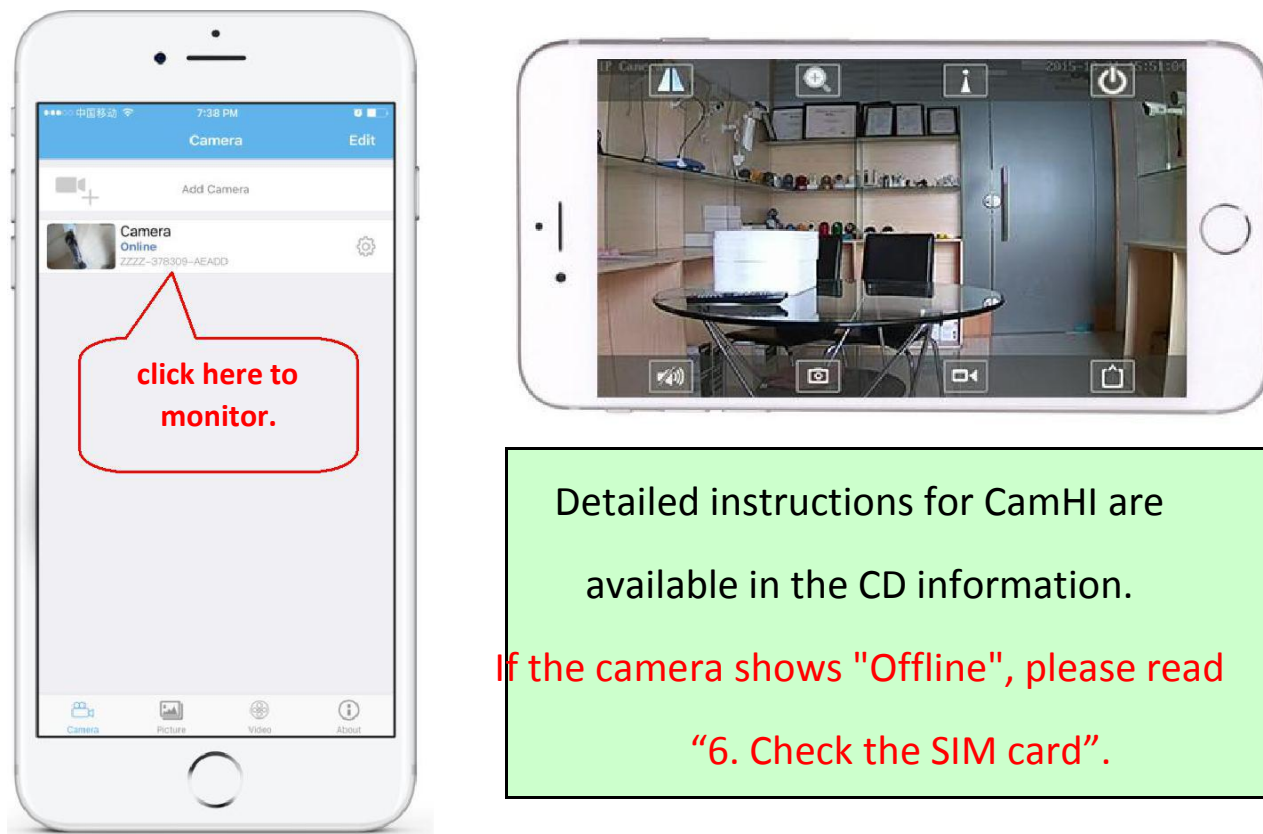 中国移动 7:38 PM
Camera Edit
Add Camera
Camera
Online
ZZZZ-378309-AEADD
click here to
monitor.
Camera Picture Video About
IP Came
Detailed instructions for CamHI are
available in the CD information.
If the camera shows "Offline", please read
“6. Check the SIM card”.